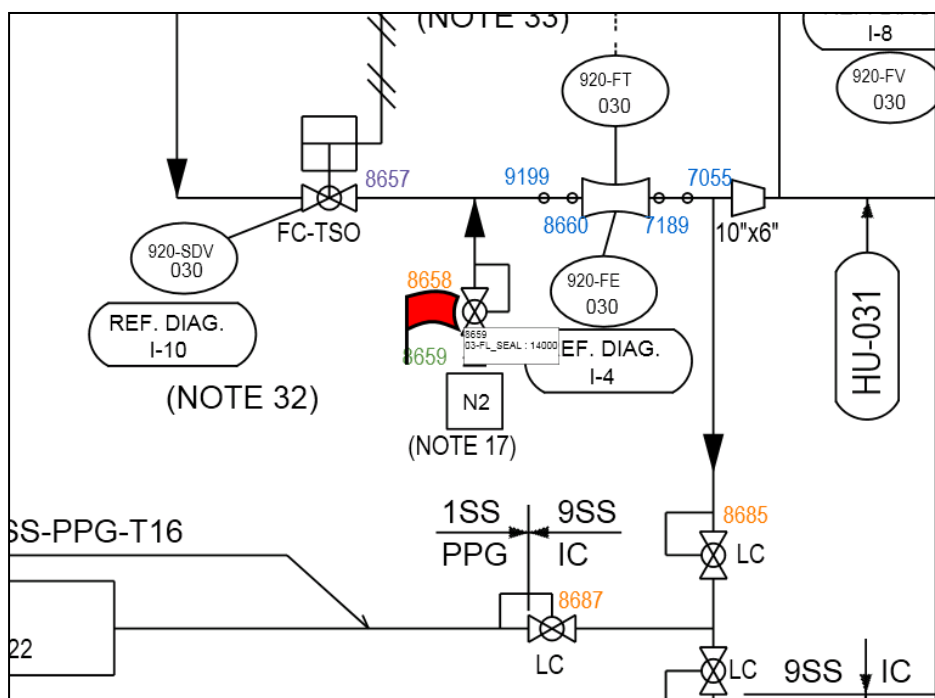 (NOTE 33)
I-8
920-FT
030
920-FV
030
8657
9199
7055
8660
7189
FC-TSO
10"x6"
920-SDV
030
8658
920-FE
030
HU-031
REF. DIAG.
I-10
8659
03-FL_SEAL : 14000
8659
EF. DIAG.
I-4
(NOTE 32)
N2
(NOTE 17)
1SS
9SS
PPG
IC
8685
LC
SS-PPG-T16
8687
22
LC
LC
9SS
IC